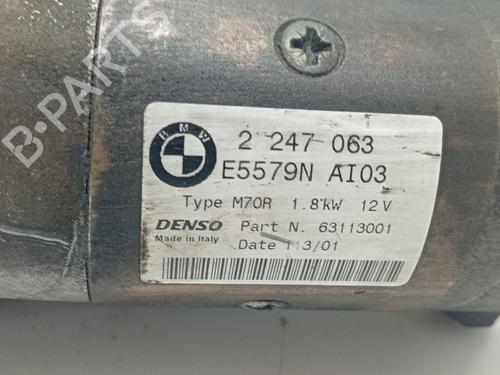 B-PARTS
BMW
2 247 063
E5579N AI03
Type M70R 1.8kW 12V
DENSO Part N. 63113001
Made in Italy
Date 113/01